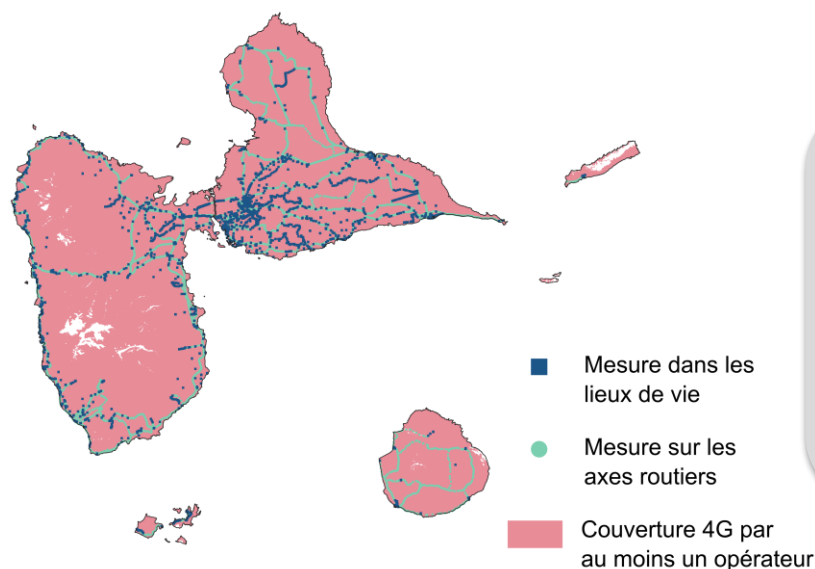 Mesure dans les
lieux de vie
Mesure sur les
axes routiers
Couverture 4G par
au moins un opérateur